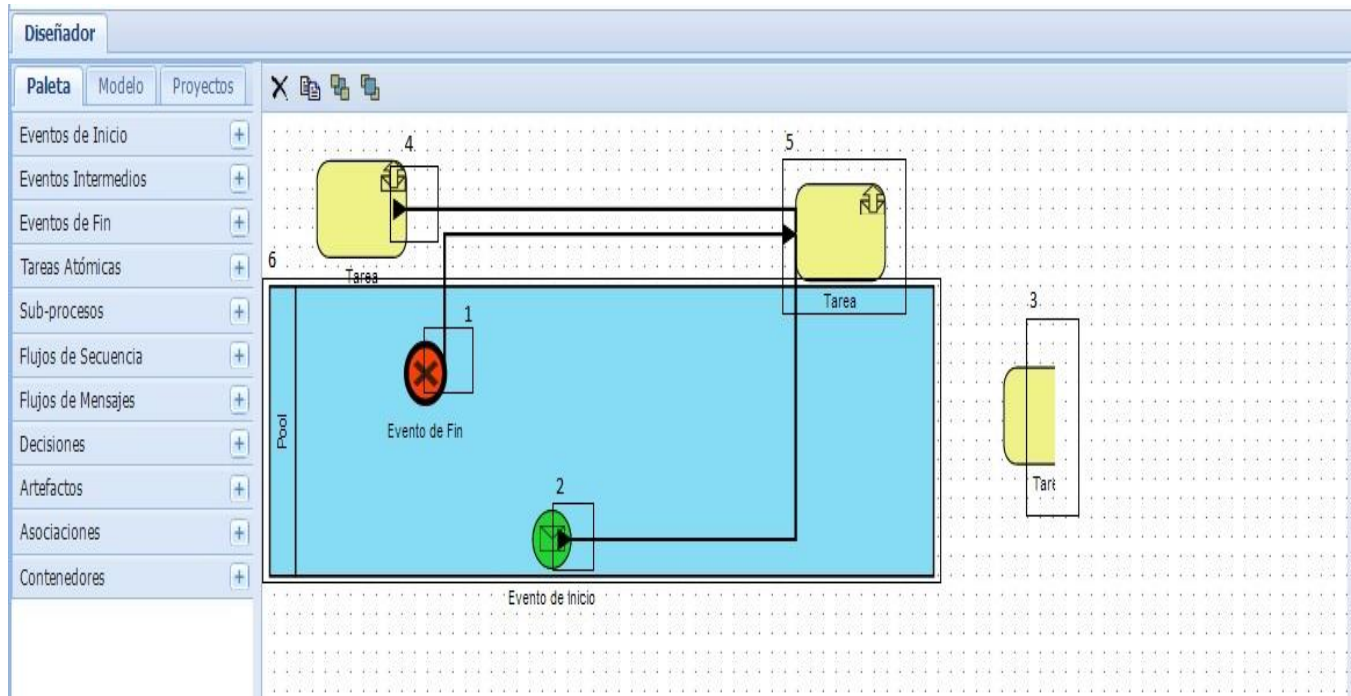 Diseñador
Paleta
Modelo
Proyectos
Eventos de Inicio
Eventos Intermedios
Eventos de Fin
Tareas Atómicas
Sub-procesos
Flujos de Secuencia
Flujos de Mensajes
Decisiones
Artefactos
Asociaciones
Contenedores
4
5
Tarea
6
Tarea
3
1
Pool
Evento de Fin
Tare
2
Evento de Inicio